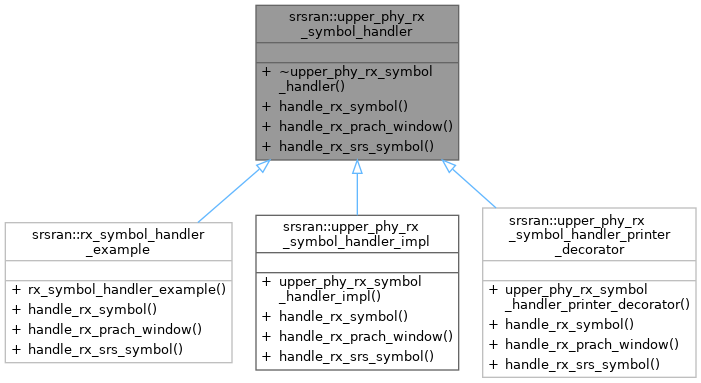 srsran::upper_phy_rx
_symbol_handler
+ ~upper_phy_rx_symbol
_handler()
+ handle_rx_symbol()
+ handle_rx_prach_window()
+ handle_rx_srs_symbol()
srsran::rx_symbol_handler
_example
+ rx_symbol_handler_example()
+ handle_rx_symbol()
+ handle_rx_prach_window()
+ handle_rx_srs_symbol()
srsran::upper_phy_rx
_symbol_handler_impl
+ upper_phy_rx_symbol
_handler_impl()
+ handle_rx_symbol()
+ handle_rx_prach_window()
+ handle_rx_srs_symbol()
srsran::upper_phy_rx
_symbol_handler_printer
_decorator
+ upper_phy_rx_symbol
_handler_printer_decorator()
+ handle_rx_symbol()
+ handle_rx_prach_window()
+ handle_rx_srs_symbol()